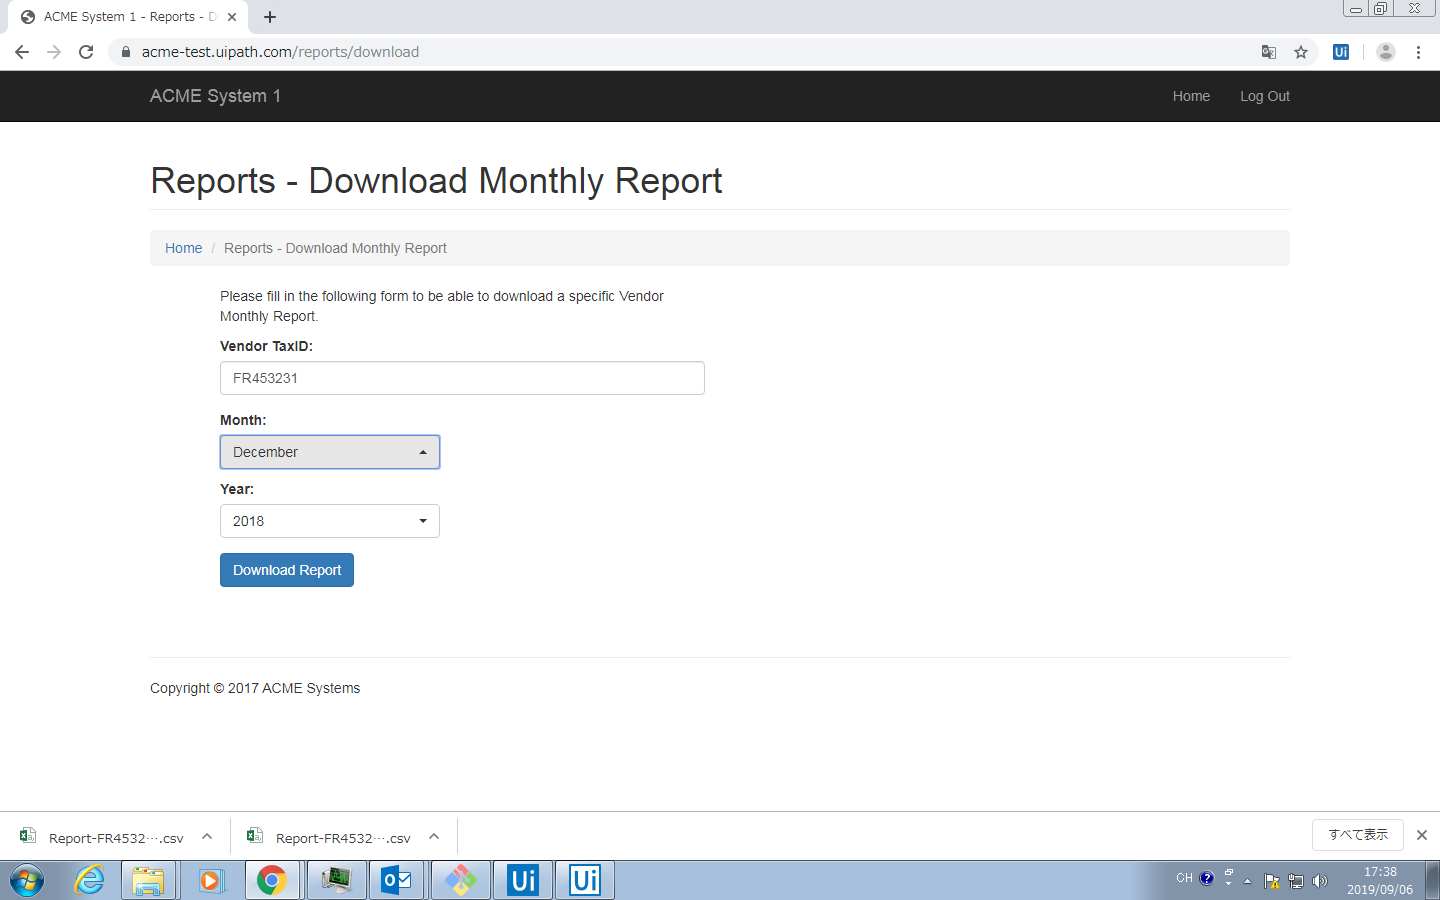 ACME System 1 - Reports - D
acme-test.uipath.com/reports/download
Ui
ACME System 1
Home
Log Out
Reports - Download Monthly Report
Home / Reports - Download Monthly Report
Please fill in the following form to be able to download a specific Vendor
Monthly Report.
Vendor TaxID:
FR453231
Month:
December
Year:
2018
Download Report
Copyright © 2017 ACME Systems
Report-FR4532….csv
Report-FR4532….csv
すべて表示
Ui
Ui
CH
17:38
2019/09/06